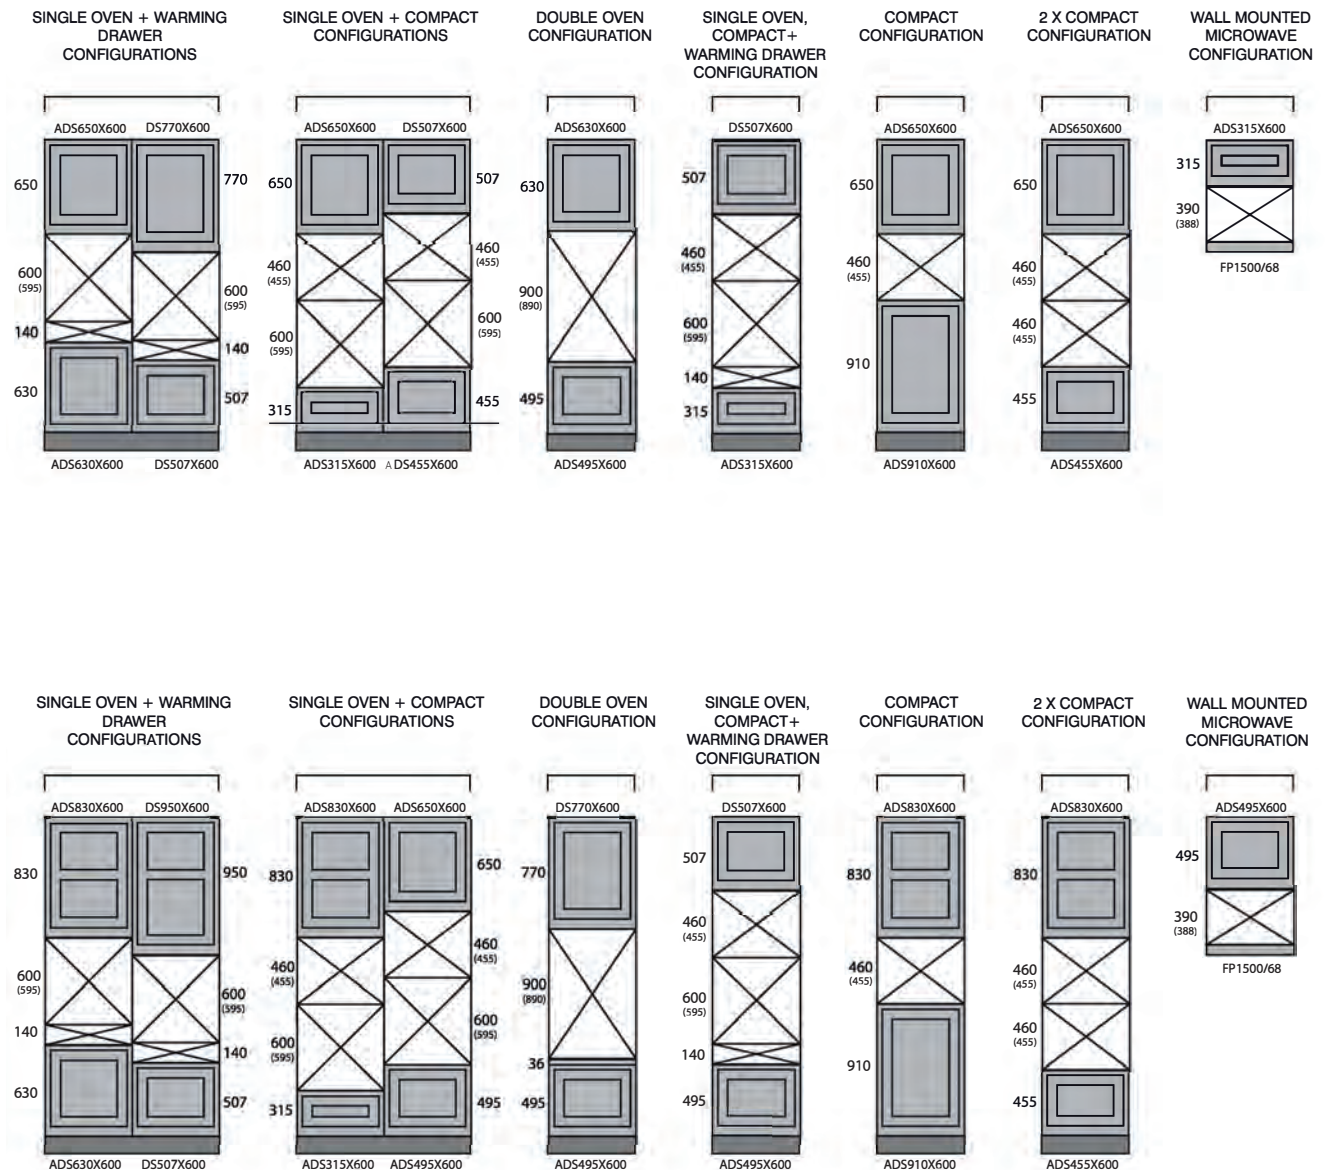 SINGLE OVEN + WARMING
DRAWER
CONFIGURATIONS
SINGLE OVEN + COMPACT
CONFIGURATIONS
DOUBLE OVEN
CONFIGURATION
SINGLE OVEN,
COMPACT+
WARMING DRAWER
CONFIGURATION
COMPACT
CONFIGURATION
2 X COMPACT
CONFIGURATION
WALL MOUNTED
MICROWAVE
CONFIGURATION
ADS650X600 DS770X600
650
770
600
(595)
600
(595)
140
140
630
507
ADS630X600 DS507X600
ADS650X600 DS507X600
650
507
460
(455)
460
(455)
600
(595)
600
(595)
315
455
ADS315X600 A DS455X600
ADS630X600
630
900
(890)
495
ADS495X600
DS507X600
507
460
(455)
600
(595)
140
315
ADS315X600
ADS650X600
650
460
(455)
910
ADS910X600
ADS650X600
650
460
(455)
460
(455)
455
ADS455X600
ADS315X600
315
390
(388)
FP1500/68
SINGLE OVEN + WARMING
DRAWER
CONFIGURATIONS
SINGLE OVEN + COMPACT
CONFIGURATIONS
DOUBLE OVEN
CONFIGURATION
SINGLE OVEN,
COMPACT+
WARMING DRAWER
CONFIGURATION
COMPACT
CONFIGURATION
2 X COMPACT
CONFIGURATION
WALL MOUNTED
MICROWAVE
CONFIGURATION
ADS830X600 DS950X600
830
950
600
(595)
600
(595)
140
140
630
507
ADS630X600 DS507X600
ADS830X600 ADS650X600
830
650
460
(455)
460
(455)
600
(595)
600
(595)
315
495
ADS315X600 ADS495X600
DS770X600
770
900
(890)
36
495
ADS495X600
DS507X600
507
460
(455)
600
(595)
140
495
ADS495X600
ADS830X600
830
460
(455)
910
ADS910X600
ADS830X600
830
460
(455)
460
(455)
455
ADS455X600
ADS495X600
495
390
(388)
FP1500/68